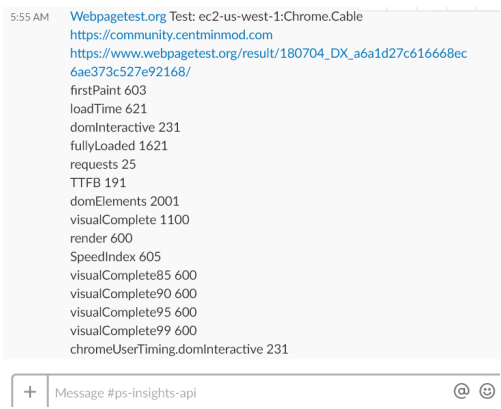 5:55 AM Webpagetest.org Test: ec2-us-west-1:Chrome.Cable
https://community.centminmod.com
https://www.webpagetest.org/result/180704_DX_a6a1d27c616668ec
6ae373c527e92168/
firstPaint 603
loadTime 621
domInteractive 231
fullyLoaded 1621
requests 25
TTFB 191
domElements 2001
visualComplete 1100
render 600
SpeedIndex 605
visualComplete85 600
visualComplete90 600
visualComplete95 600
visualComplete99 600
chromeUserTiming.domInteractive 231
+ Message #ps-insights-api @